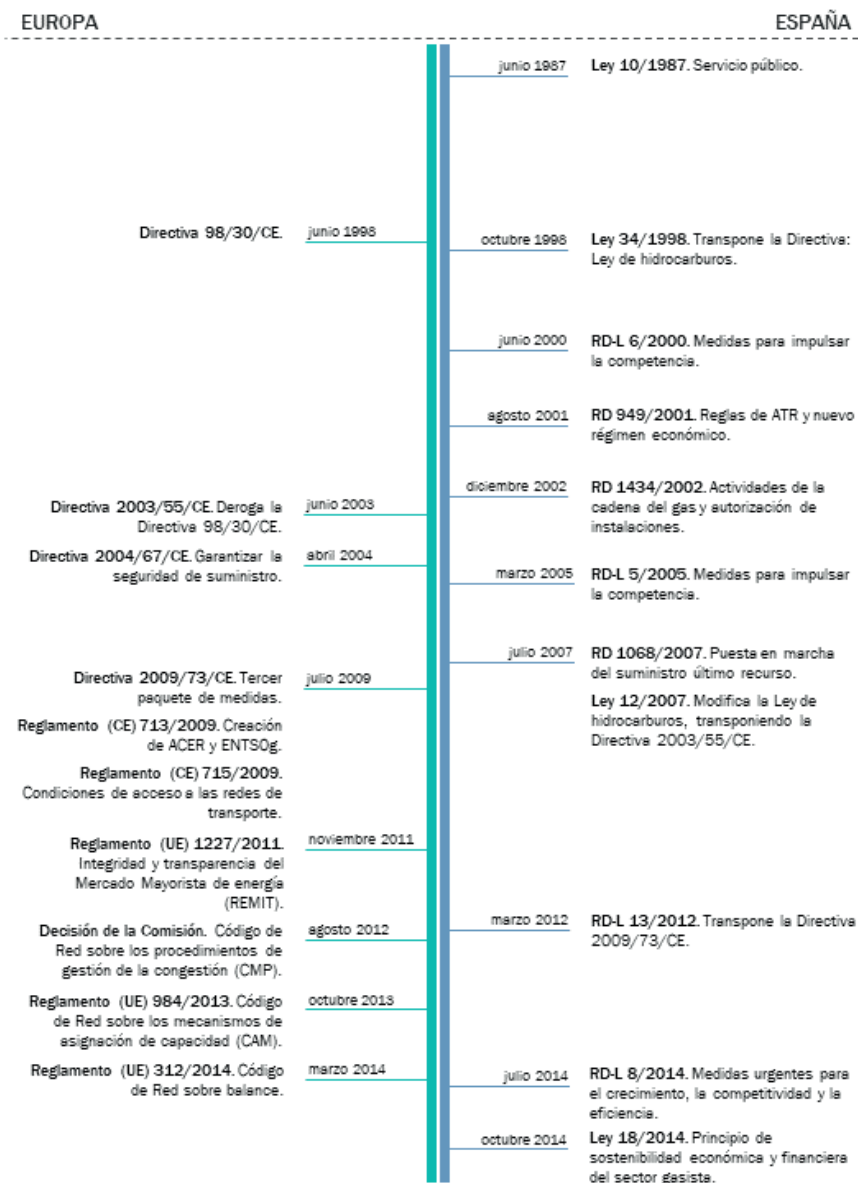 EUROPA
ESPAÑA
junio 1987
Ley 10/1987. Servicio público.
Directiva 98/30/CE.
junio 1998
octubre 1998
Ley 34/1998. Transpone la Directiva:
Ley de hidrocarburos.
junio 2000
RD-L 6/2000. Medidas para impulsar
la competencia.
agosto 2001
RD 949/2001. Reglas de ATR y nuevo
régimen económico.
diciembre 2002
RD 1434/2002. Actividades de la
cadena del gas y autorización de
instalaciones.
Directiva 2003/55/CE. Deroga la
Directiva 98/30/CE.
junio 2003
Directiva 2004/67/CE. Garantizar la
seguridad de suministro.
abril 2004
marzo 2005
RD-L 5/2005. Medidas para impulsar
la competencia.
julio 2007
RD 1068/2007. Puesta en marcha
del suministro último recurso.
Ley 12/2007. Modifica la Ley de
hidrocarburos, transponiendo la
Directiva 2003/55/CE.
Directiva 2009/73/CE. Tercer
paquete de medidas.
julio 2009
Reglamento (CE) 713/2009. Creación
de ACER y ENTSOg.
Reglamento (CE) 715/2009.
Condiciones de acceso a las redes de
transporte.
Reglamento (UE) 1227/2011.
Integridad y transparencia del
Mercado Mayorista de energía
(REMIT).
noviembre 2011
marzo 2012
RD-L 13/2012. Transpone la Directiva
2009/73/CE.
Decisión de la Comisión. Código de
Red sobre los procedimientos de
gestión de la congestión (CMP).
agosto 2012
Reglamento (UE) 984/2013. Código
de Red sobre los mecanismos de
asignación de capacidad (CAM).
octubre 2013
Reglamento (UE) 312/2014. Código
de Red sobre balance.
marzo 2014
julio 2014
RD-L 8/2014. Medidas urgentes para
el crecimiento, la competitividad y la
eficiencia.
octubre 2014
Ley 18/2014. Principio de
sostenibilidad económica y financiera
del sector gasista.